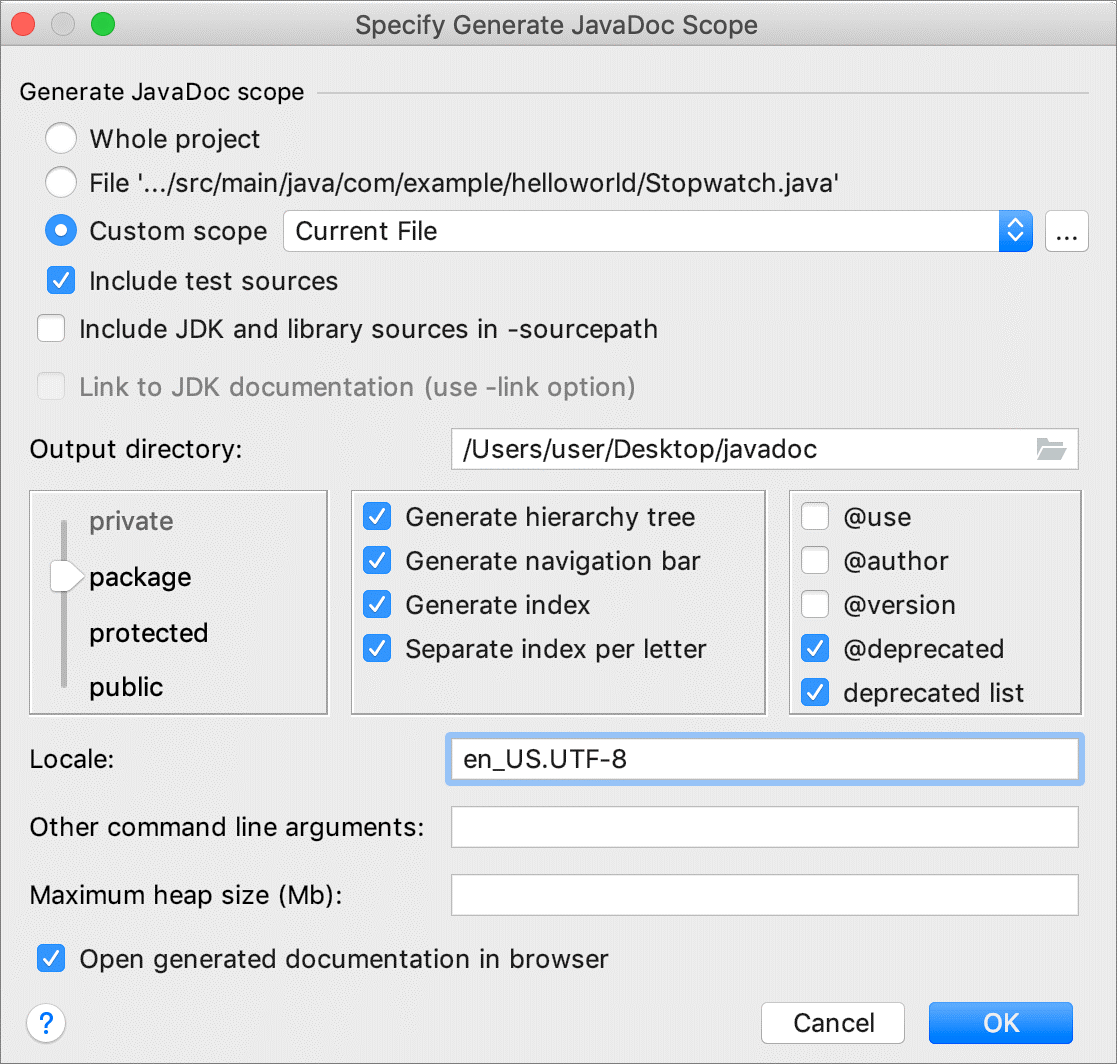 Specify Generate JavaDoc Scope
Generate JavaDoc scope
Whole project
File '.../src/main/java/com/example/helloworld/Stopwatch.java'
Custom scope Current File ...
Include test sources
Include JDK and library sources in -sourcepath
Link to JDK documentation (use -link option)
Output directory: /Users/user/Desktop/javadoc
private
package
protected
public
Generate hierarchy tree
Generate navigation bar
Generate index
Separate index per letter
@use
@author
@version
@deprecated
deprecated list
Locale: en_US.UTF-8
Other command line arguments:
Maximum heap size (Mb):
Open generated documentation in browser
? Cancel OK